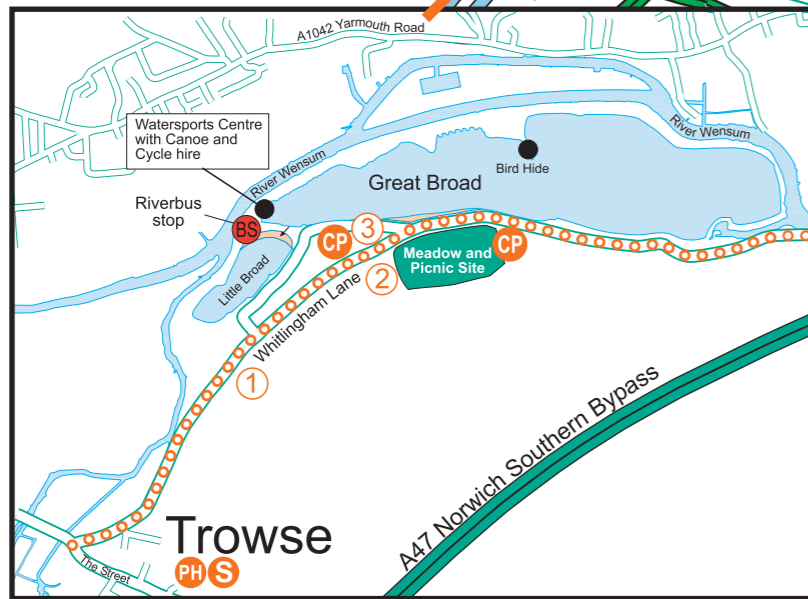 A1042 Yarmouth Road
Watersports Centre
with Canoe and
Cycle hire
River Wensum
River Wensum
Bird Hide
Great Broad
Riverbus
stop
BS
CP
3
CP
Meadow and
Picnic Site
2
Little Broad
Whitlingham Lane
1
A47 Norwich Southern Bypass
Trowse
PH
S
The Street